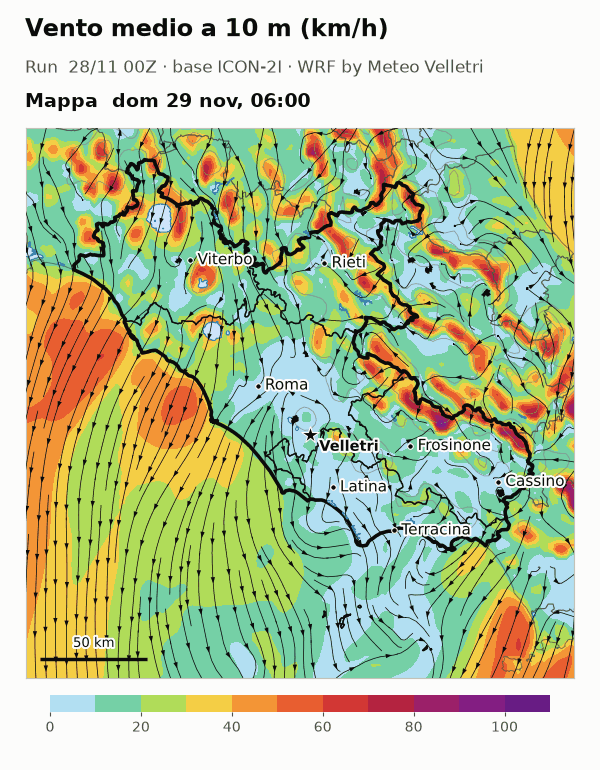 Vento medio a 10 m (km/h)
Run 28/11 00Z · base ICON-2I · WRF by Meteo Velletri
Mappa dom 29 nov, 06:00
Viterbo
Rieti
Roma
Velletri
Frosinone
Latina
Cassino
Terracina
50 km
0 20 40 60 80 100